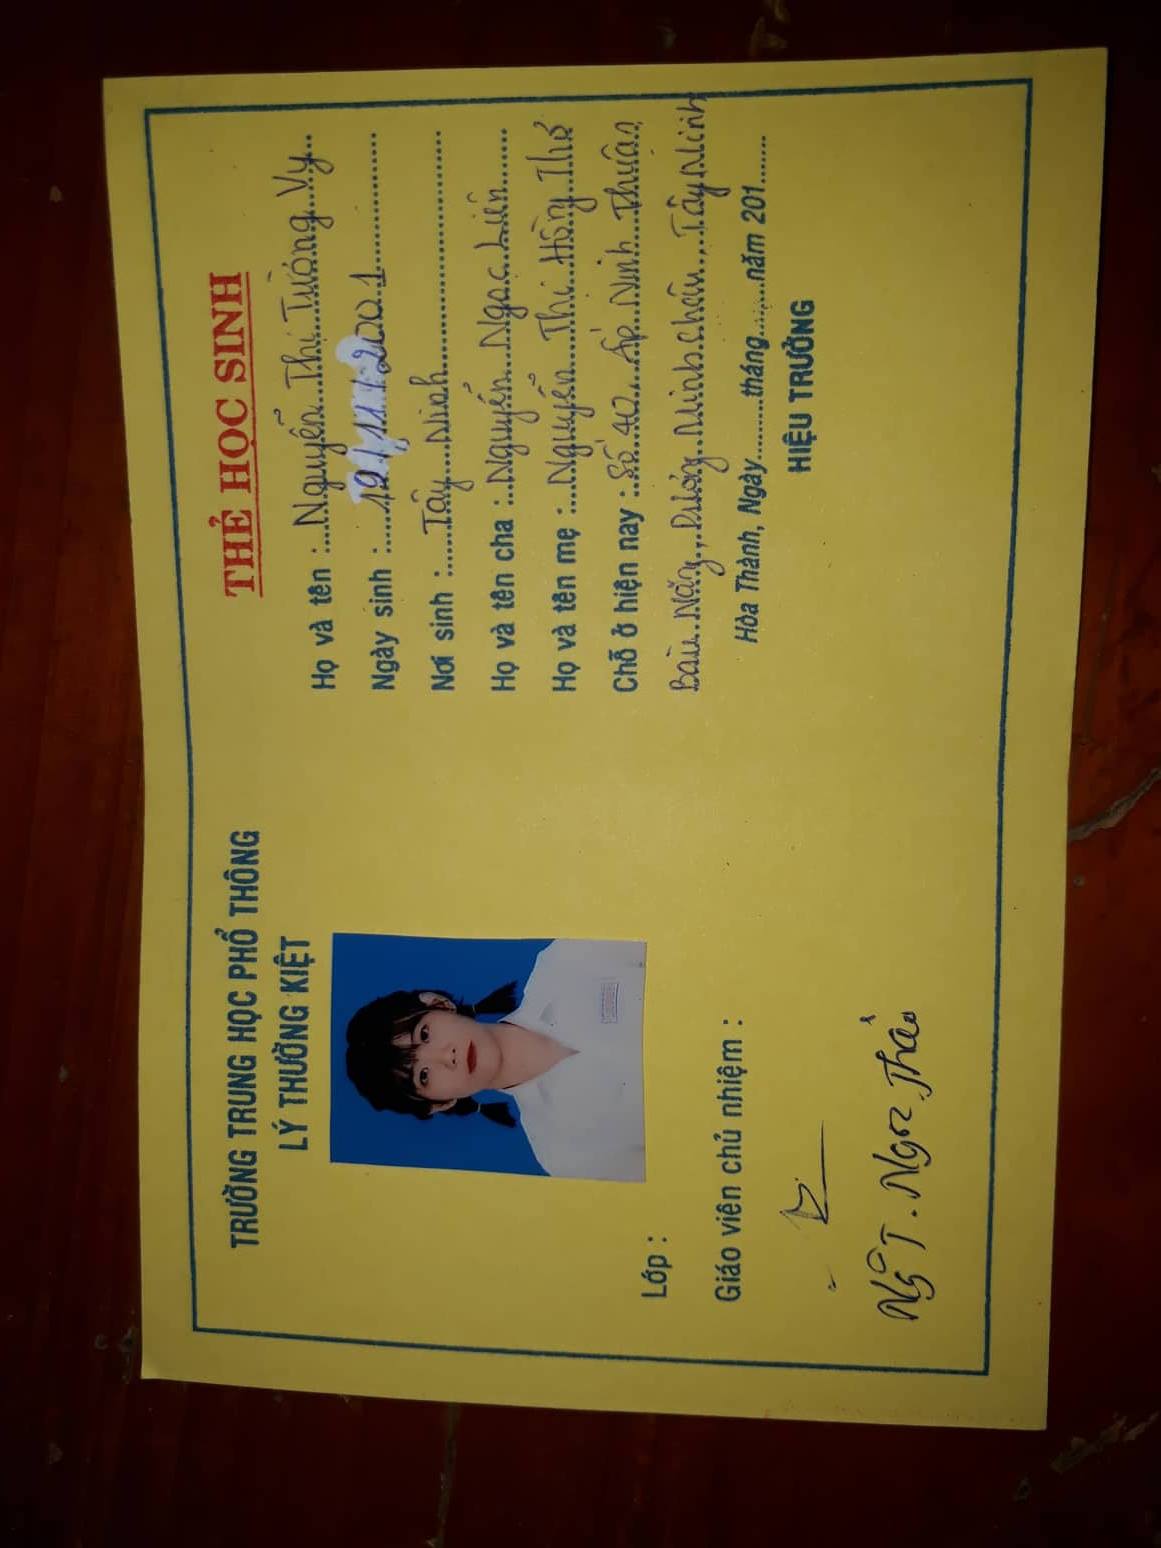 TRƯỜNG TRUNG HỌC PHỔ THÔNG
LÝ THƯỜNG KIỆT
Lớp :
Giáo viên chủ nhiệm :
Ngô T. Ngọc Thảo
THẺ HỌC SINH
Họ và tên : Nguyễn Thị Tường Vy
Ngày sinh : 19/11/2001
Nơi sinh : Tây Ninh
Họ và tên cha : Nguyễn Ngọc Liên
Họ và tên mẹ : Nguyễn Thị Hồng Thơ
Chỗ ở hiện nay : Số 40 Ấp Ninh Thuận
Bàu Năng, Dương Minh Châu, Tây Ninh
Hòa Thành, Ngày.........tháng.......năm 201......
HIỆU TRƯỞNG